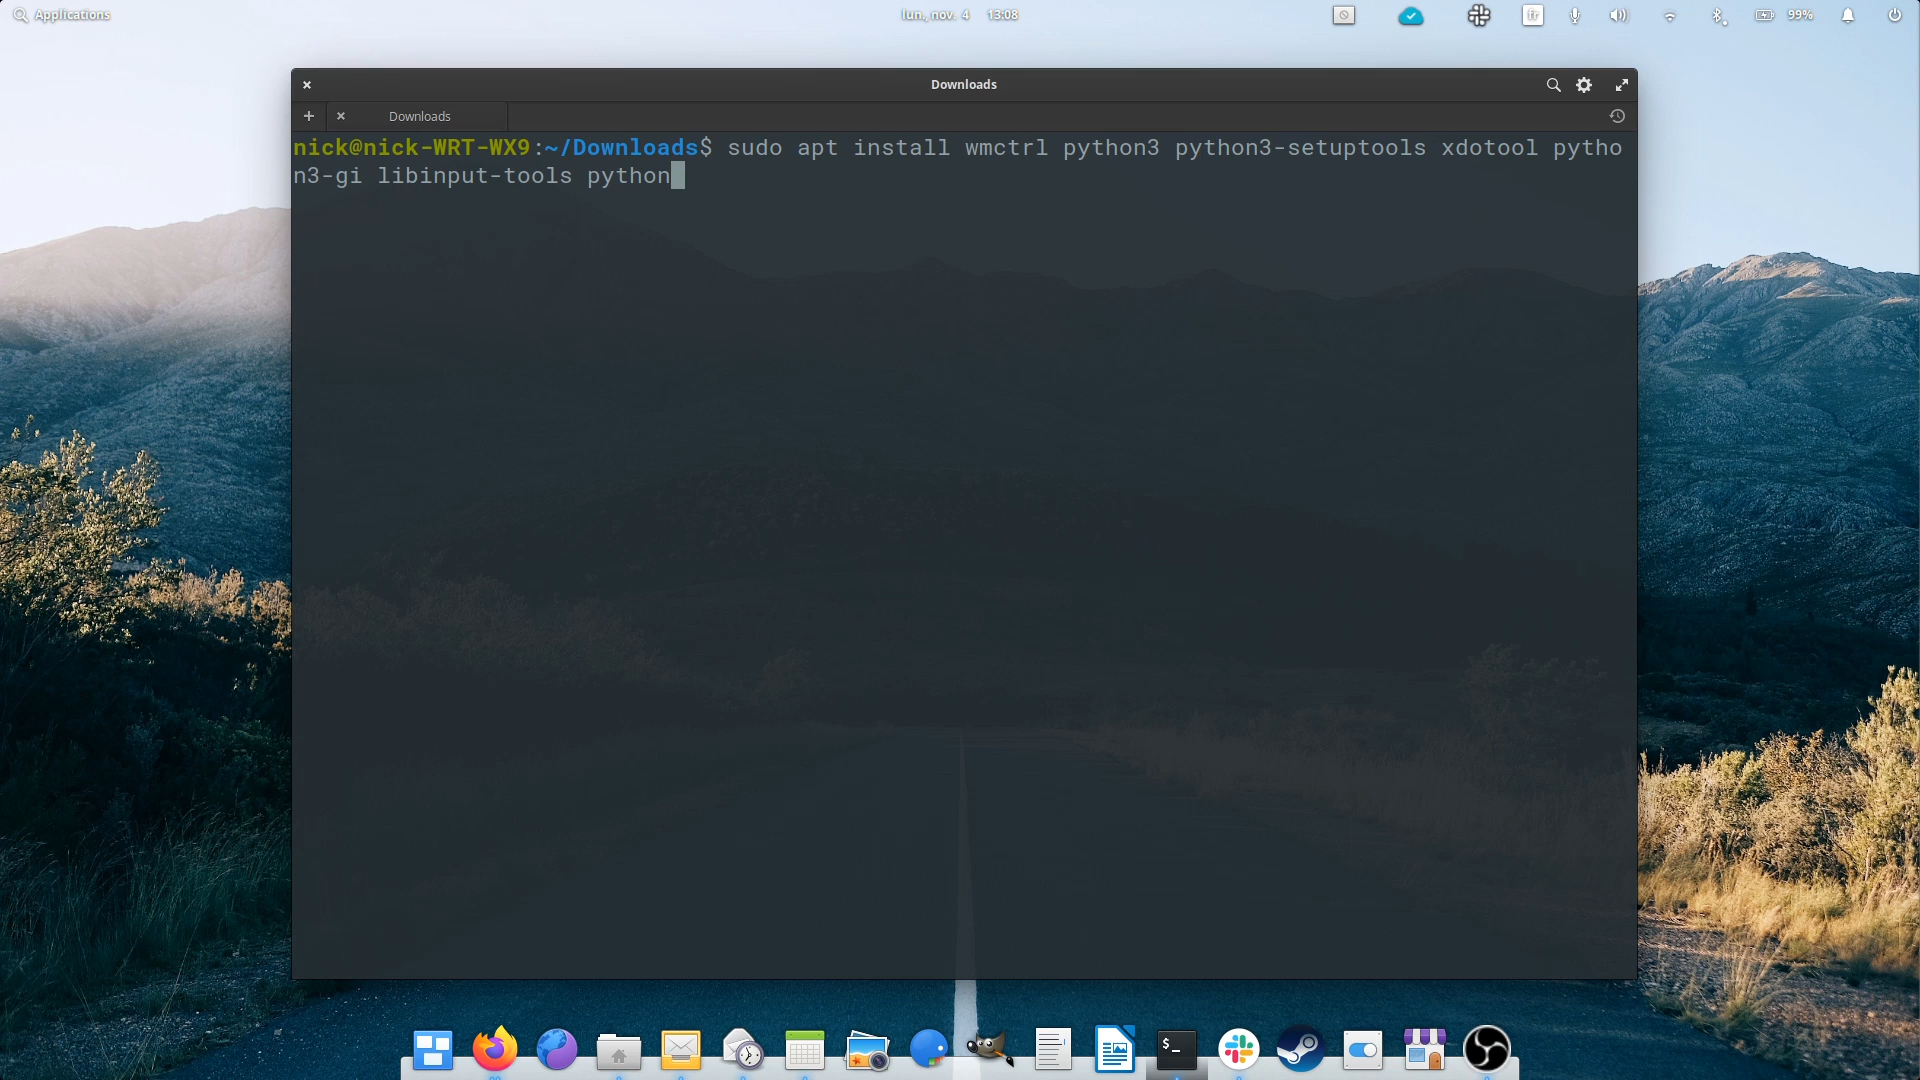 Applications
lun., nov. 4 13:08
fr
99%
Downloads
Downloads
nick@nick-WRT-WX9:~/Downloads$ sudo apt install wmctrl python3 python3-setuptools xdotool pytho
n3-gi libinput-tools python
$_